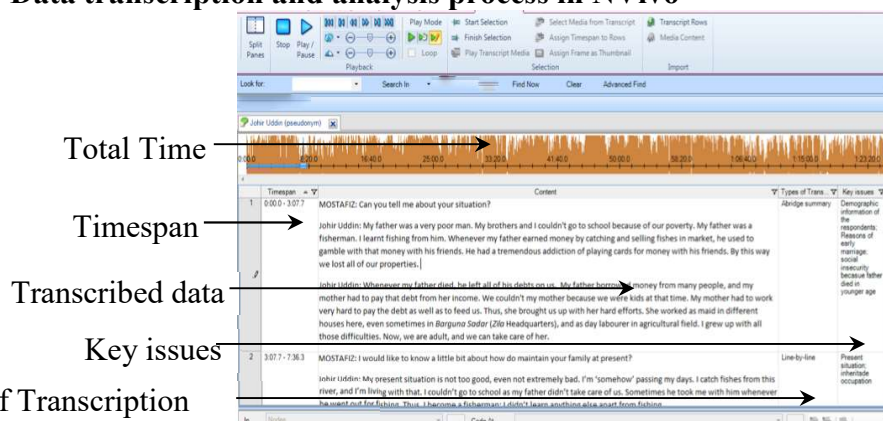 Data transcription and analysis process in NVivo
Split Panes
Stop
Play / Pause
Play Mode
Loop
Playback
Start Selection
Finish Selection
Play Transcript Media
Select Media from Transcript
Assign Timespan to Rows
Assign Frame as Thumbnail
Selection
Transcript Rows
Media Content
Import
Look for:
Search In
Find Now
Clear
Advanced Find
Johir Uddin (pseudonym)
0:00.0 8:20.0 16:40.0 25:00.0 33:20.0 41:40.0 50:00.0 58:20.0 1:06:40.0 1:15:00.0 1:23:20.0
Total Time
Timespan
Transcribed data
Key issues
of Transcription
Timespan Content Types of Trans... Key issues
1 0:00.0 - 3:07.7 MOSTAFIZ: Can you tell me about your situation?
Johir Uddin: My father was a very poor man. My brothers and I couldn't go to school because of our poverty. My father was a
fisherman. I learnt fishing from him. Whenever my father earned money by catching and selling fishes in market, he used to
gamble with that money with his friends. He had a tremendous addiction of playing cards for money with his friends. By this way
we lost all of our properties.
Johir Uddin: Whenever my father died, he left all of his debts on us. My father borrowed money from many people, and my
mother had to pay that debt from her income. We couldn't my mother because we were kids at that time. My mother had to work
very hard to pay the debt as well as to feed us. Thus, she brought us up with her hard efforts. She worked as maid in different
houses here, even sometimes in Barguna Sadar (Zila Headquarters), and as day labourer in agricultural field. I grew up with all
those difficulties. Now, we are adult, and we can take care of her.
Abridge summary
Demographic
information of
the
respondents;
Reasons of
early
marriage;
social
insecurity
becasue father
died in
younger age
2 3:07.7 - 7:36.3 MOSTAFIZ: I would like to know a little bit about how do maintain your family at present?
Johir Uddin: My present situation is not too good, even not extremely bad. I'm 'somehow' passing my days. I catch fishes from this
river, and I'm living with that. I couldn't go to school as my father didn't take care of us. Sometimes he took me with him whenever
he went out for fishing. Thus, I become a fisherman; I didn't learn anything else apart from fishing.
Line-by-line
Present
situation;
inheritade
occupation
In Nodes Code At